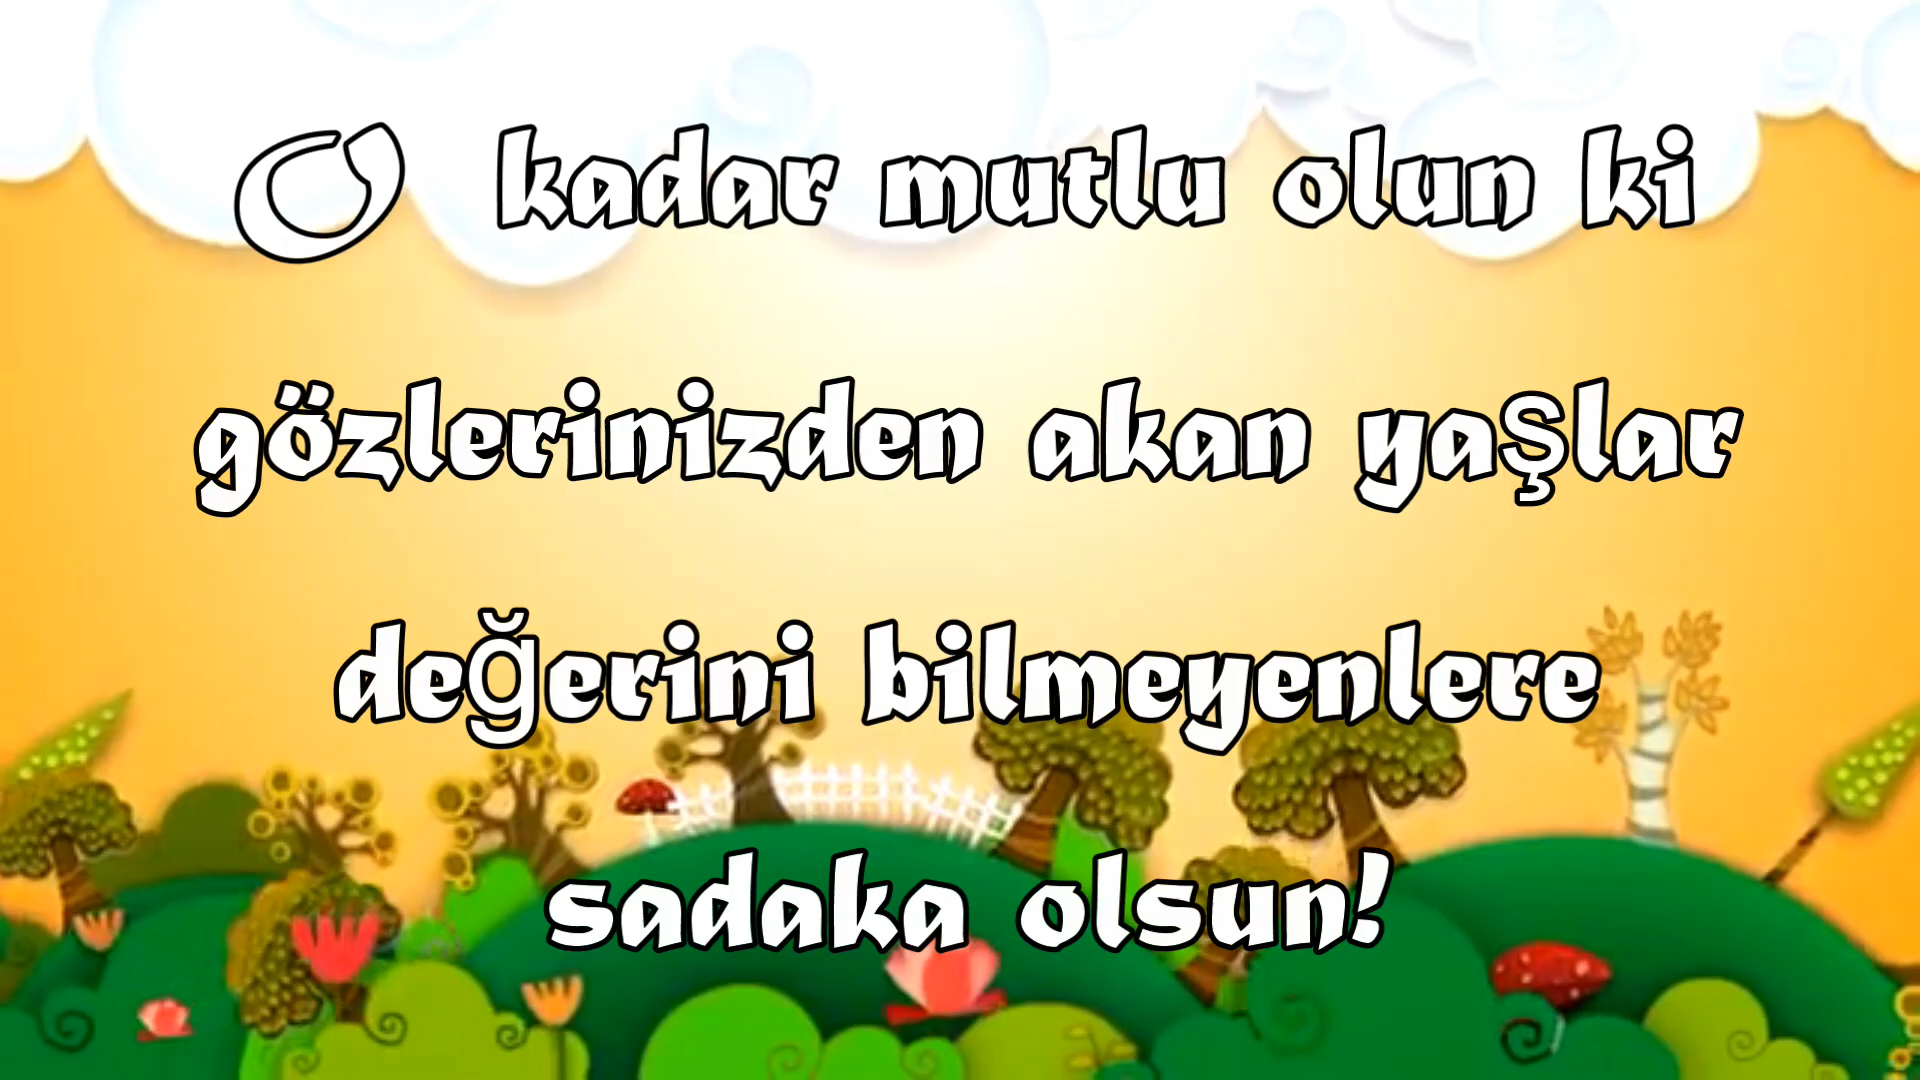 O kadar mutlu olun ki
gözlerinizden akan yaşlar
değerini bilmeyenlere
sadaka olsun!